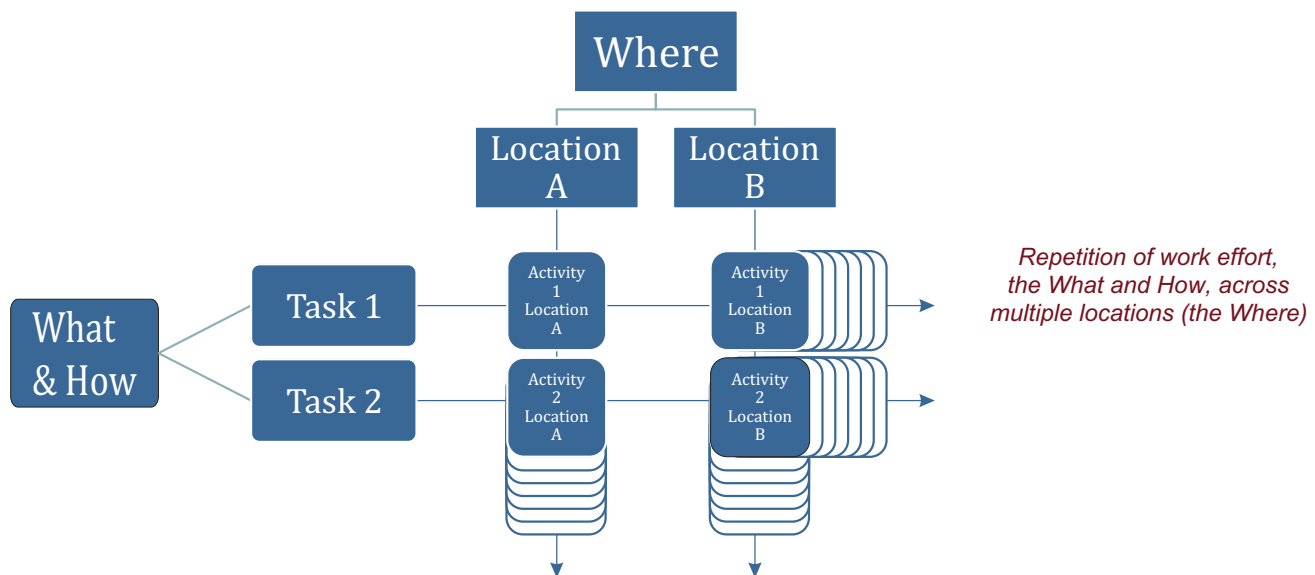 Where
Location
A
Location
B
What
& How
Task 1
Task 2
Activity
1
Location
A
Activity
1
Location
B
Activity
2
Location
A
Activity
2
Location
B
Repetition of work effort,
the What and How, across
multiple locations (the Where)